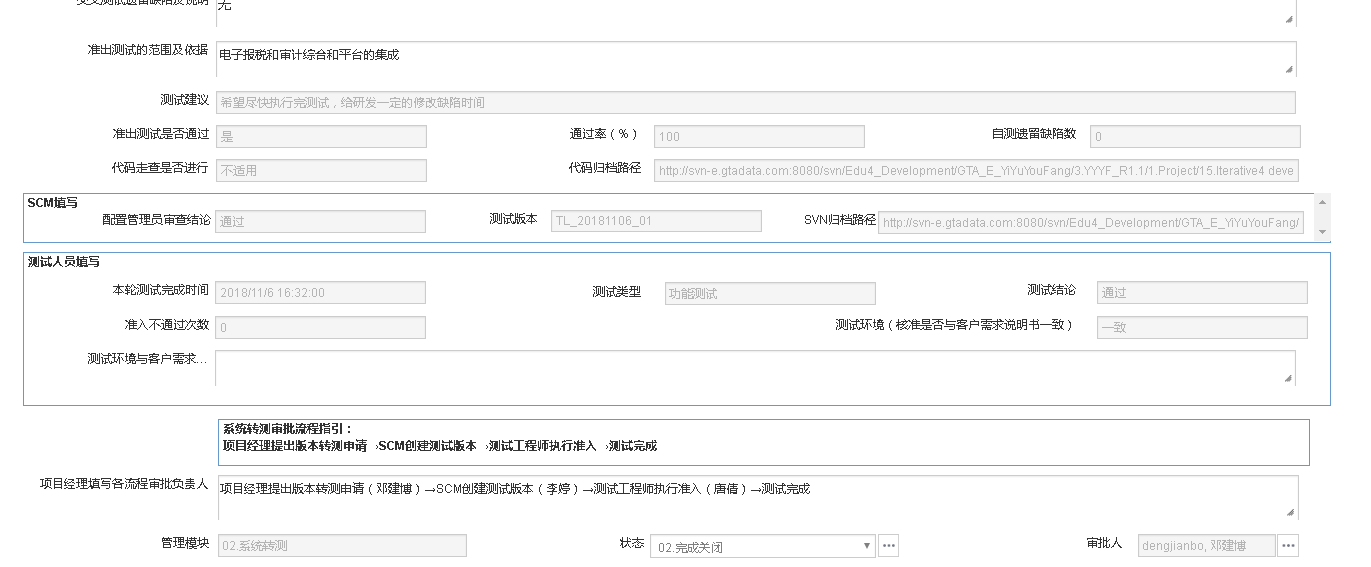 无
准出测试的范围及依据 电子报税和审计综合和平台的集成
测试建议 希望尽快执行完测试，给研发一定的修改缺陷时间
准出测试是否通过 是 通过率（%） 100 自测遗留缺陷数 0
代码走查是否进行 不适用 代码归档路径 http://svn-e.gtadata.com:8080/svn/Edu4_Development/GTA_E_YiYuYouFang/3.YYYF_R1.1/1.Project/15.Iterative4 deve
SCM填写
配置管理员审查结论 通过 测试版本 TL_20181106_01 SVN归档路径 http://svn-e.gtadata.com:8080/svn/Edu4_Development/GTA_E_YiYuYouFang/
测试人员填写
本轮测试完成时间 2018/11/6 16:32:00 测试类型 功能测试 测试结论 通过
准入不通过次数 0 测试环境（核准是否与客户需求说明书一致） 一致
测试环境与客户需求...
系统转测审批流程指引：
项目经理提出版本转测申请 →SCM创建测试版本 →测试工程师执行准入 →测试完成
项目经理填写各流程审批负责人 项目经理提出版本转测申请（邓建博）→SCM创建测试版本（李婷）→测试工程师执行准入（唐倩）→测试完成
管理模块 02.系统转测 状态 02.完成关闭 ... 审批人 dengjianbo, 邓建博 ...